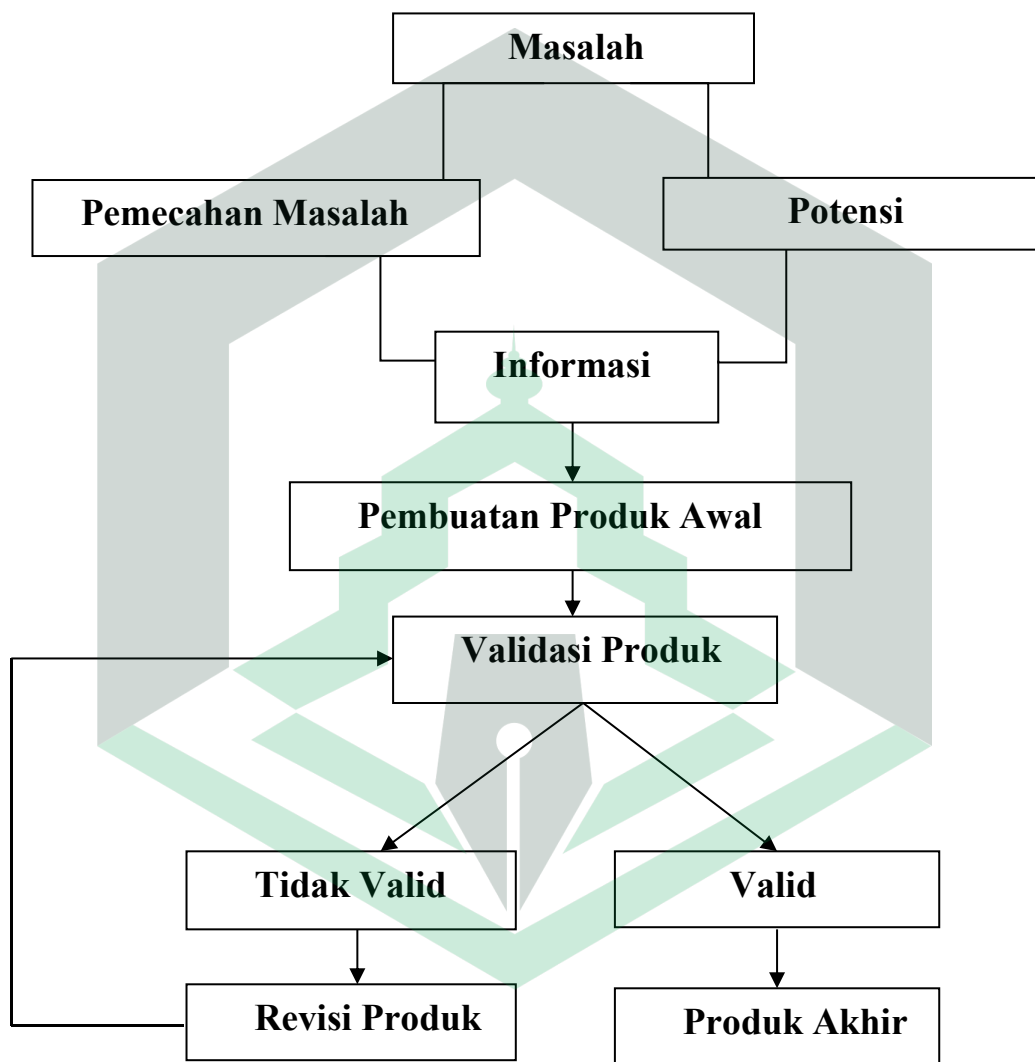 Masalah
Pemecahan Masalah
Potensi
Informasi
Pembuatan Produk Awal
Validasi Produk
Tidak Valid
Valid
Revisi Produk
Produk Akhir